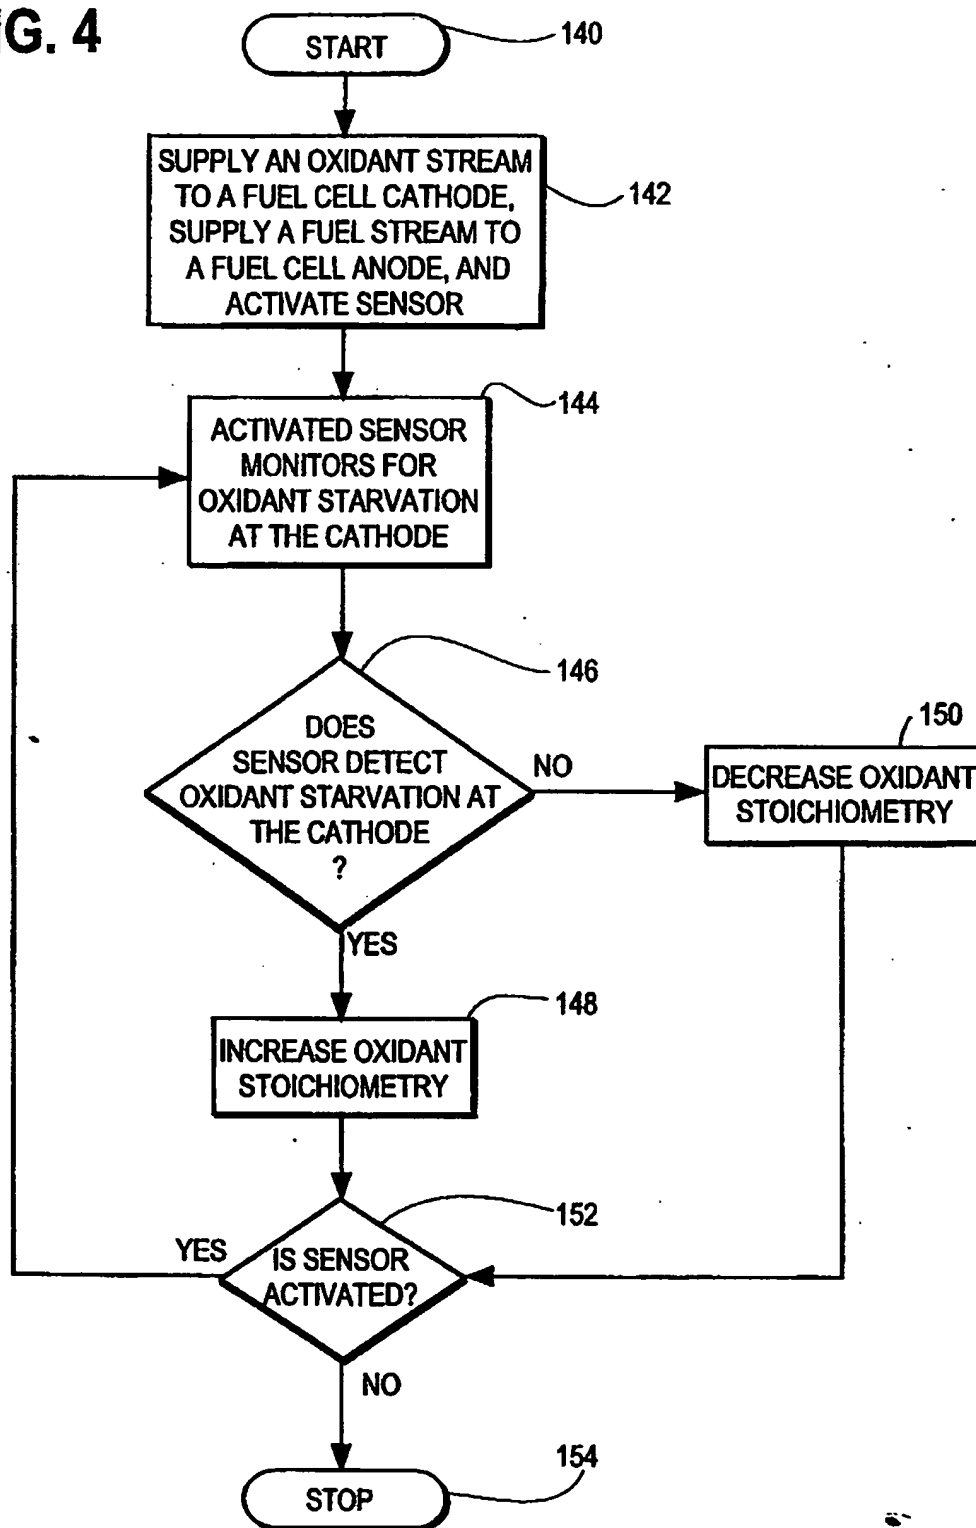 G. 4
START
140
SUPPLY AN OXIDANT STREAM
TO A FUEL CELL CATHODE,
SUPPLY A FUEL STREAM TO
A FUEL CELL ANODE, AND
ACTIVATE SENSOR
142
ACTIVATED SENSOR
MONITORS FOR
OXIDANT STARVATION
AT THE CATHODE
144
DOES
SENSOR DETECT
OXIDANT STARVATION AT
THE CATHODE
?
146
NO
DECREASE OXIDANT
STOICHIOMETRY
150
YES
INCREASE OXIDANT
STOICHIOMETRY
148
IS SENSOR
ACTIVATED?
152
YES
NO
STOP
154